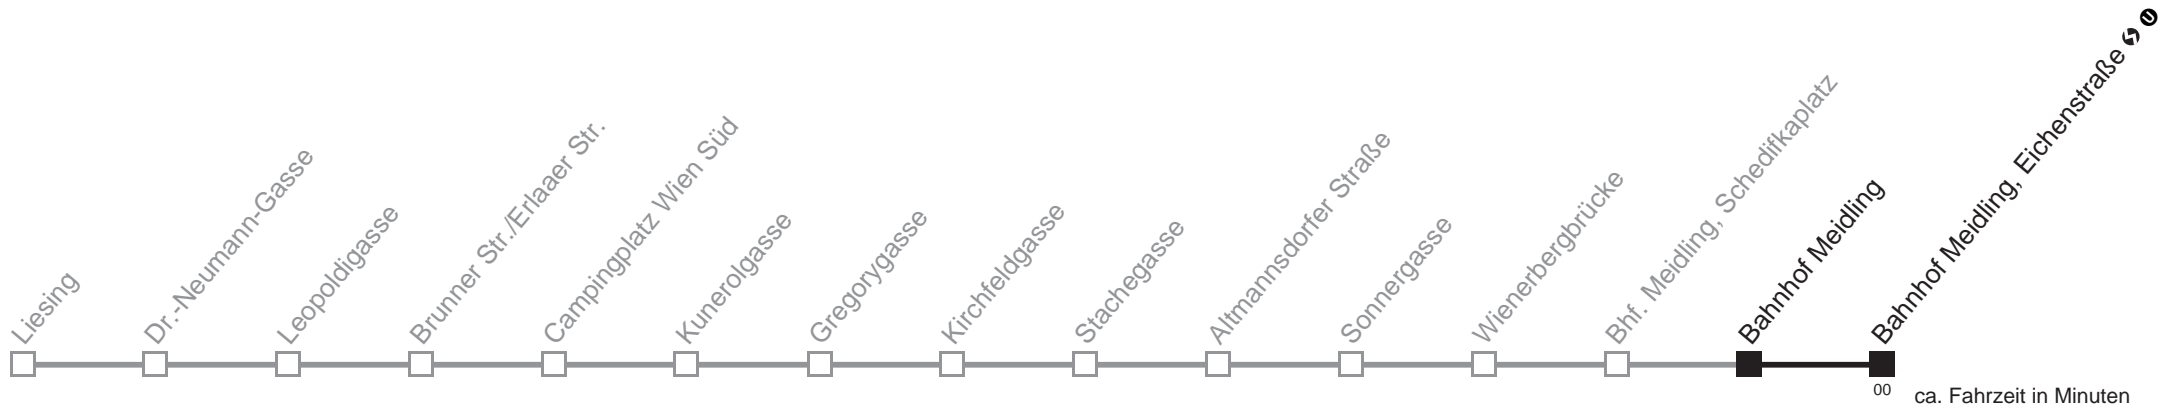 Liesing
Dr.-Neumann-Gasse
Leopoldigasse
Brunner Str./Erlaaer Str.
Campingplatz Wien Süd
Kunerolgasse
Gregorygasse
Kirchfeldgasse
Stachegasse
Altmannsdorfer Straße
Sonnergasse
Wienerbergbrücke
Bhf. Meidling, Schedifkaplatz
Bahnhof Meidling
Bahnhof Meidling, Eichenstraße S U
00
ca. Fahrzeit in Minuten